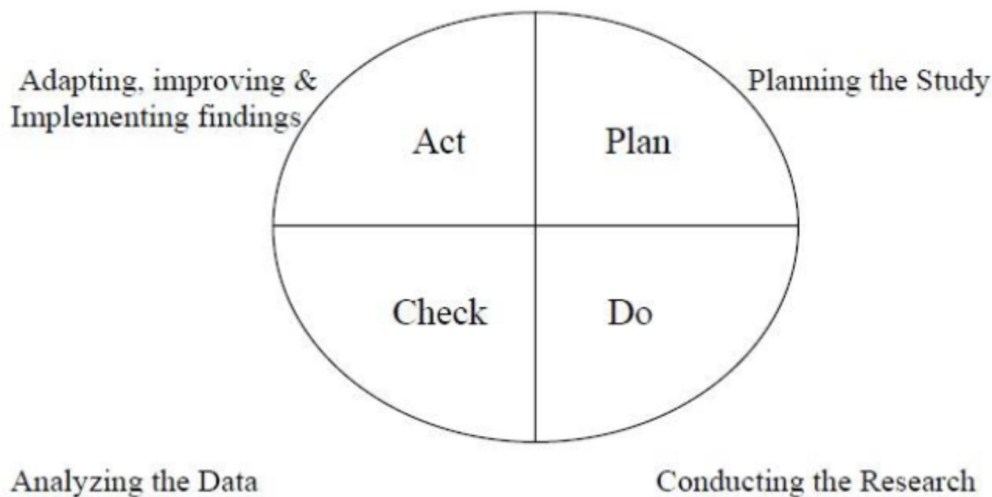 Adapting, improving &
Implementing findings
Planning the Study
Act
Plan
Check
Do
Analyzing the Data
Conducting the Research